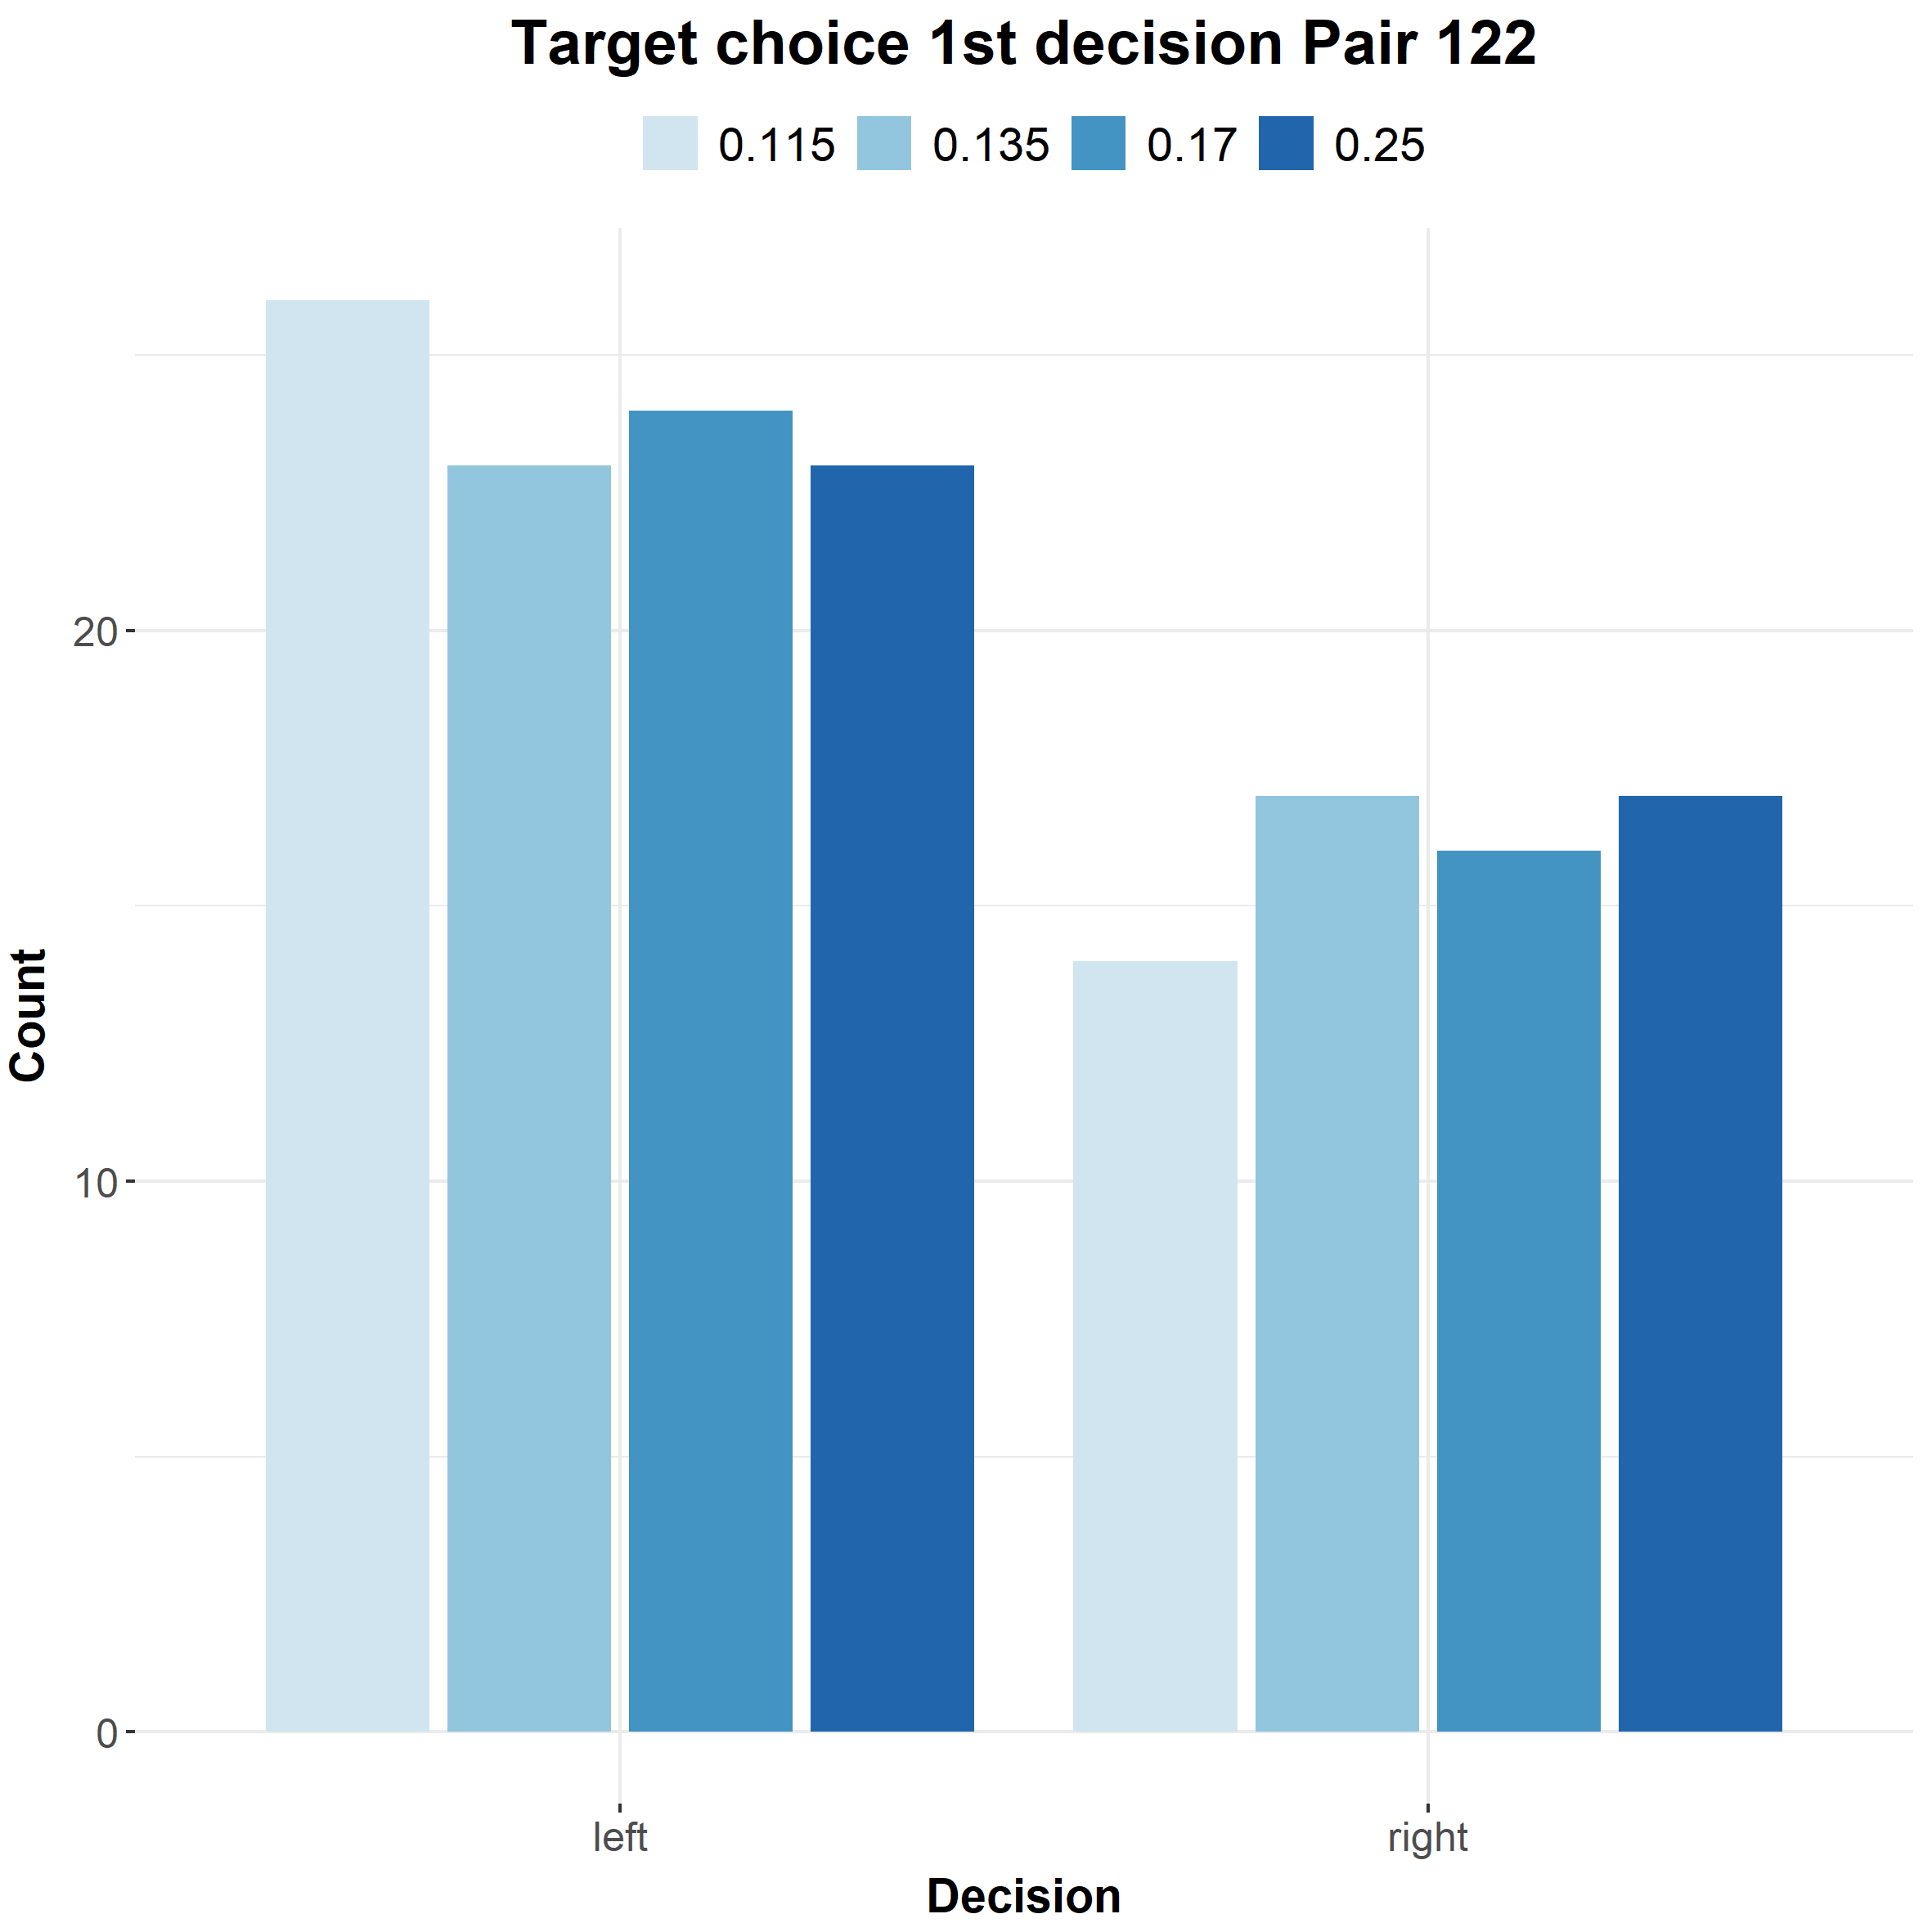 Target choice 1st decision Pair 122
0.115 0.135 0.17 0.25
20
10
0
Count
left right
Decision